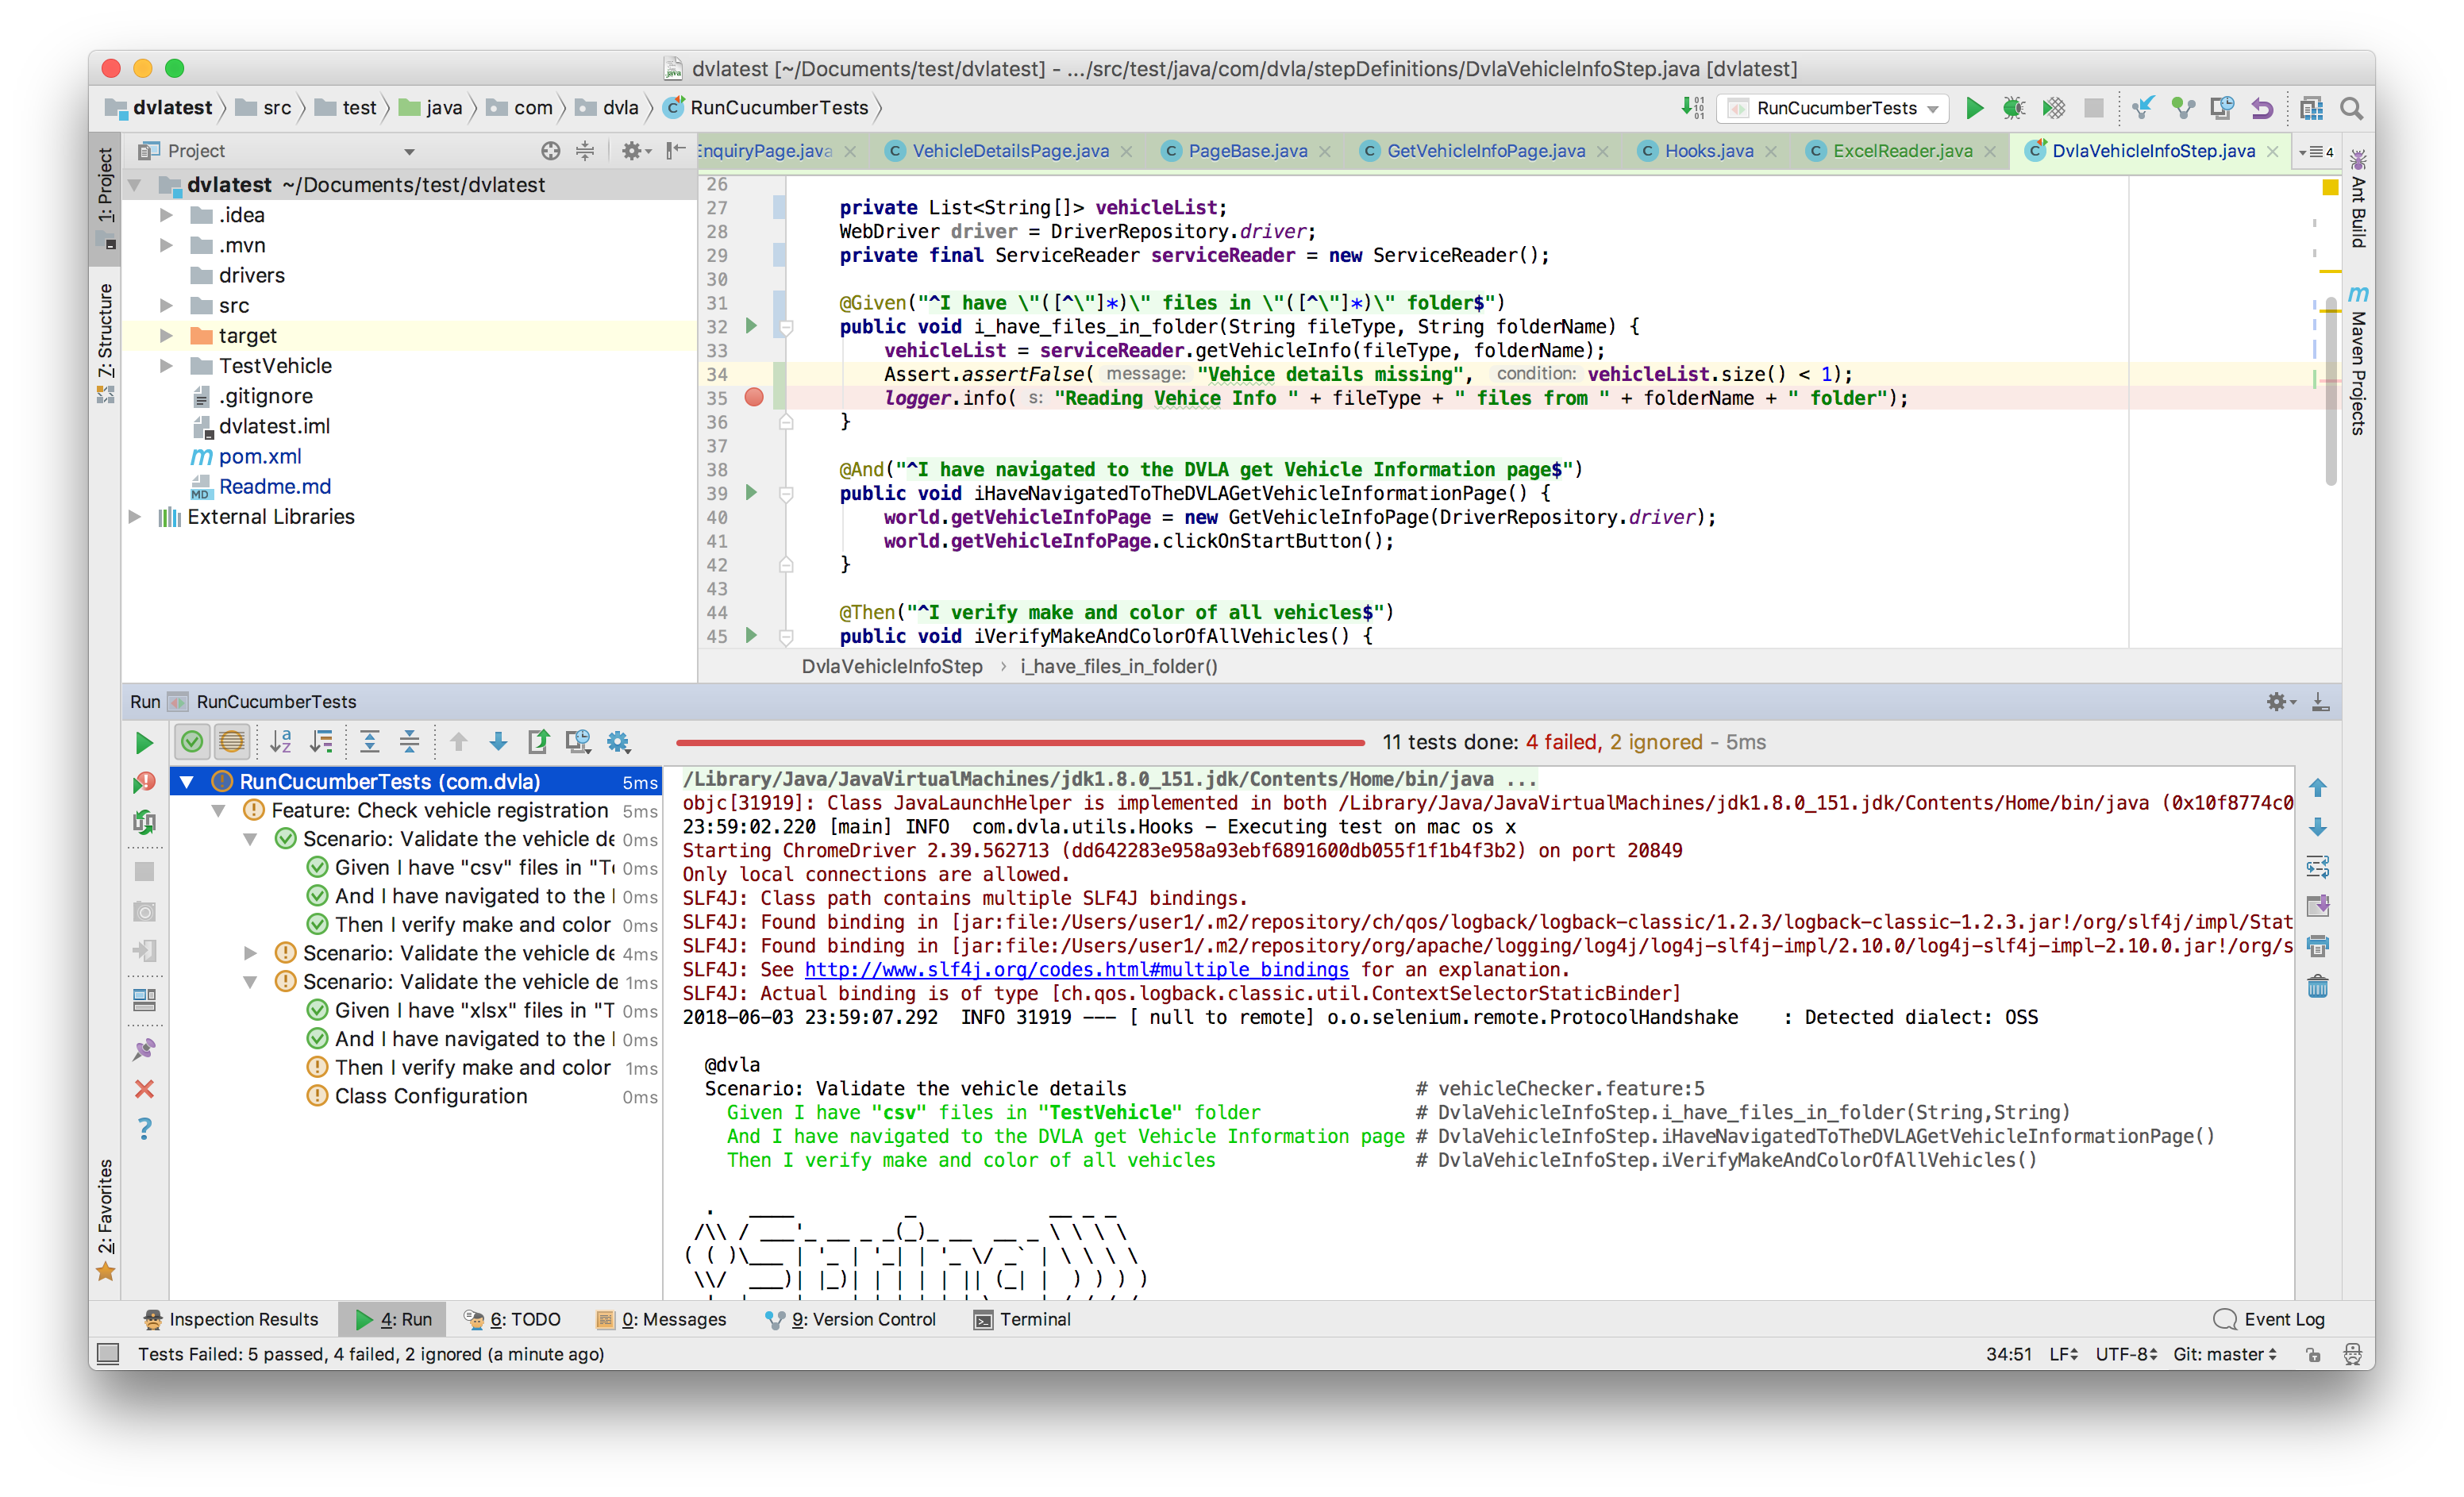 dvlatest [~/Documents/test/dvlatest] - .../src/test/java/com/dvla/stepDefinitions/DvlaVehicleInfoStep.java [dvlatest]
dvlatest src test java com dvla RunCucumberTests
RunCucumberTests
1: Project
7: Structure
2: Favorites
Project
dvlatest ~/Documents/test/dvlatest
.idea
.mvn
drivers
src
target
TestVehicle
.gitignore
dvlatest.iml
pom.xml
Readme.md
External Libraries
EnquiryPage.java VehicleDetailsPage.java PageBase.java GetVehicleInfoPage.java Hooks.java ExcelReader.java DvlaVehicleInfoStep.java 4
Ant Build
Maven Projects
26
27 private List<String[]> vehicleList;
28 WebDriver driver = DriverRepository.driver;
29 private final ServiceReader serviceReader = new ServiceReader();
30
31 @Given("^I have \"([^\"]*)\" files in \"([^\"]*)\" folder$")
32 public void i_have_files_in_folder(String fileType, String folderName) {
33 vehicleList = serviceReader.getVehicleInfo(fileType, folderName);
34 Assert.assertFalse( message: "Vehice details missing", condition: vehicleList.size() < 1);
35 logger.info( s: "Reading Vehice Info " + fileType + " files from " + folderName + " folder");
36 }
37
38 @And("^I have navigated to the DVLA get Vehicle Information page$")
39 public void iHaveNavigatedToTheDVLAGetVehicleInformationPage() {
40 world.getVehicleInfoPage = new GetVehicleInfoPage(DriverRepository.driver);
41 world.getVehicleInfoPage.clickOnStartButton();
42 }
43
44 @Then("^I verify make and color of all vehicles$")
45 public void iVerifyMakeAndColorOfAllVehicles() {
DvlaVehicleInfoStep › i_have_files_in_folder()
Run RunCucumberTests
11 tests done: 4 failed, 2 ignored - 5ms
RunCucumberTests (com.dvla) 5ms
Feature: Check vehicle registration 5ms
Scenario: Validate the vehicle de 0ms
Given I have "csv" files in "Te 0ms
And I have navigated to the 0ms
Then I verify make and color 0ms
Scenario: Validate the vehicle de 4ms
Scenario: Validate the vehicle de 1ms
Given I have "xlsx" files in "T 0ms
And I have navigated to the 0ms
Then I verify make and color 1ms
Class Configuration 0ms
/Library/Java/JavaVirtualMachines/jdk1.8.0_151.jdk/Contents/Home/bin/java ...
objc[31919]: Class JavaLaunchHelper is implemented in both /Library/Java/JavaVirtualMachines/jdk1.8.0_151.jdk/Contents/Home/bin/java (0x10f8774c0
23:59:02.220 [main] INFO com.dvla.utils.Hooks - Executing test on mac os x
Starting ChromeDriver 2.39.562713 (dd642283e958a93ebf6891600db055f1f1b4f3b2) on port 20849
Only local connections are allowed.
SLF4J: Class path contains multiple SLF4J bindings.
SLF4J: Found binding in [jar:file:/Users/user1/.m2/repository/ch/qos/logback/logback-classic/1.2.3/logback-classic-1.2.3.jar!/org/slf4j/impl/Stat
SLF4J: Found binding in [jar:file:/Users/user1/.m2/repository/org/apache/logging/log4j/log4j-slf4j-impl/2.10.0/log4j-slf4j-impl-2.10.0.jar!/org/s
SLF4J: See http://www.slf4j.org/codes.html#multiple_bindings for an explanation.
SLF4J: Actual binding is of type [ch.qos.logback.classic.util.ContextSelectorStaticBinder]
2018-06-03 23:59:07.292 INFO 31919 --- [ null to remote] o.o.selenium.remote.ProtocolHandshake : Detected dialect: OSS
@dvla
Scenario: Validate the vehicle details # vehicleChecker.feature:5
Given I have "csv" files in "TestVehicle" folder # DvlaVehicleInfoStep.i_have_files_in_folder(String,String)
And I have navigated to the DVLA get Vehicle Information page # DvlaVehicleInfoStep.iHaveNavigatedToTheDVLAGetVehicleInformationPage()
Then I verify make and color of all vehicles # DvlaVehicleInfoStep.iVerifyMakeAndColorOfAllVehicles()
Inspection Results 4: Run 6: TODO 0: Messages 9: Version Control Terminal Event Log
Tests Failed: 5 passed, 4 failed, 2 ignored (a minute ago) 34:51 LF UTF-8 Git: master